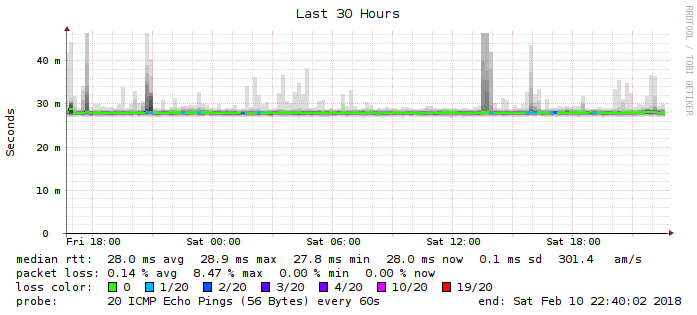 Last 30 Hours
RRDTOOL / TOBI OETIKER
Seconds
40 m
30 m
20 m
10 m
0
Fri 18:00 Sat 00:00 Sat 06:00 Sat 12:00 Sat 18:00
median rtt: 28.0 ms avg 28.9 ms max 27.8 ms min 28.0 ms now 0.1 ms sd 301.4 am/s
packet loss: 0.14 % avg 8.47 % max 0.00 % min 0.00 % now
loss color: 0 1/20 2/20 3/20 4/20 10/20 19/20
probe: 20 ICMP Echo Pings (56 Bytes) every 60s end: Sat Feb 10 22:40:02 2018